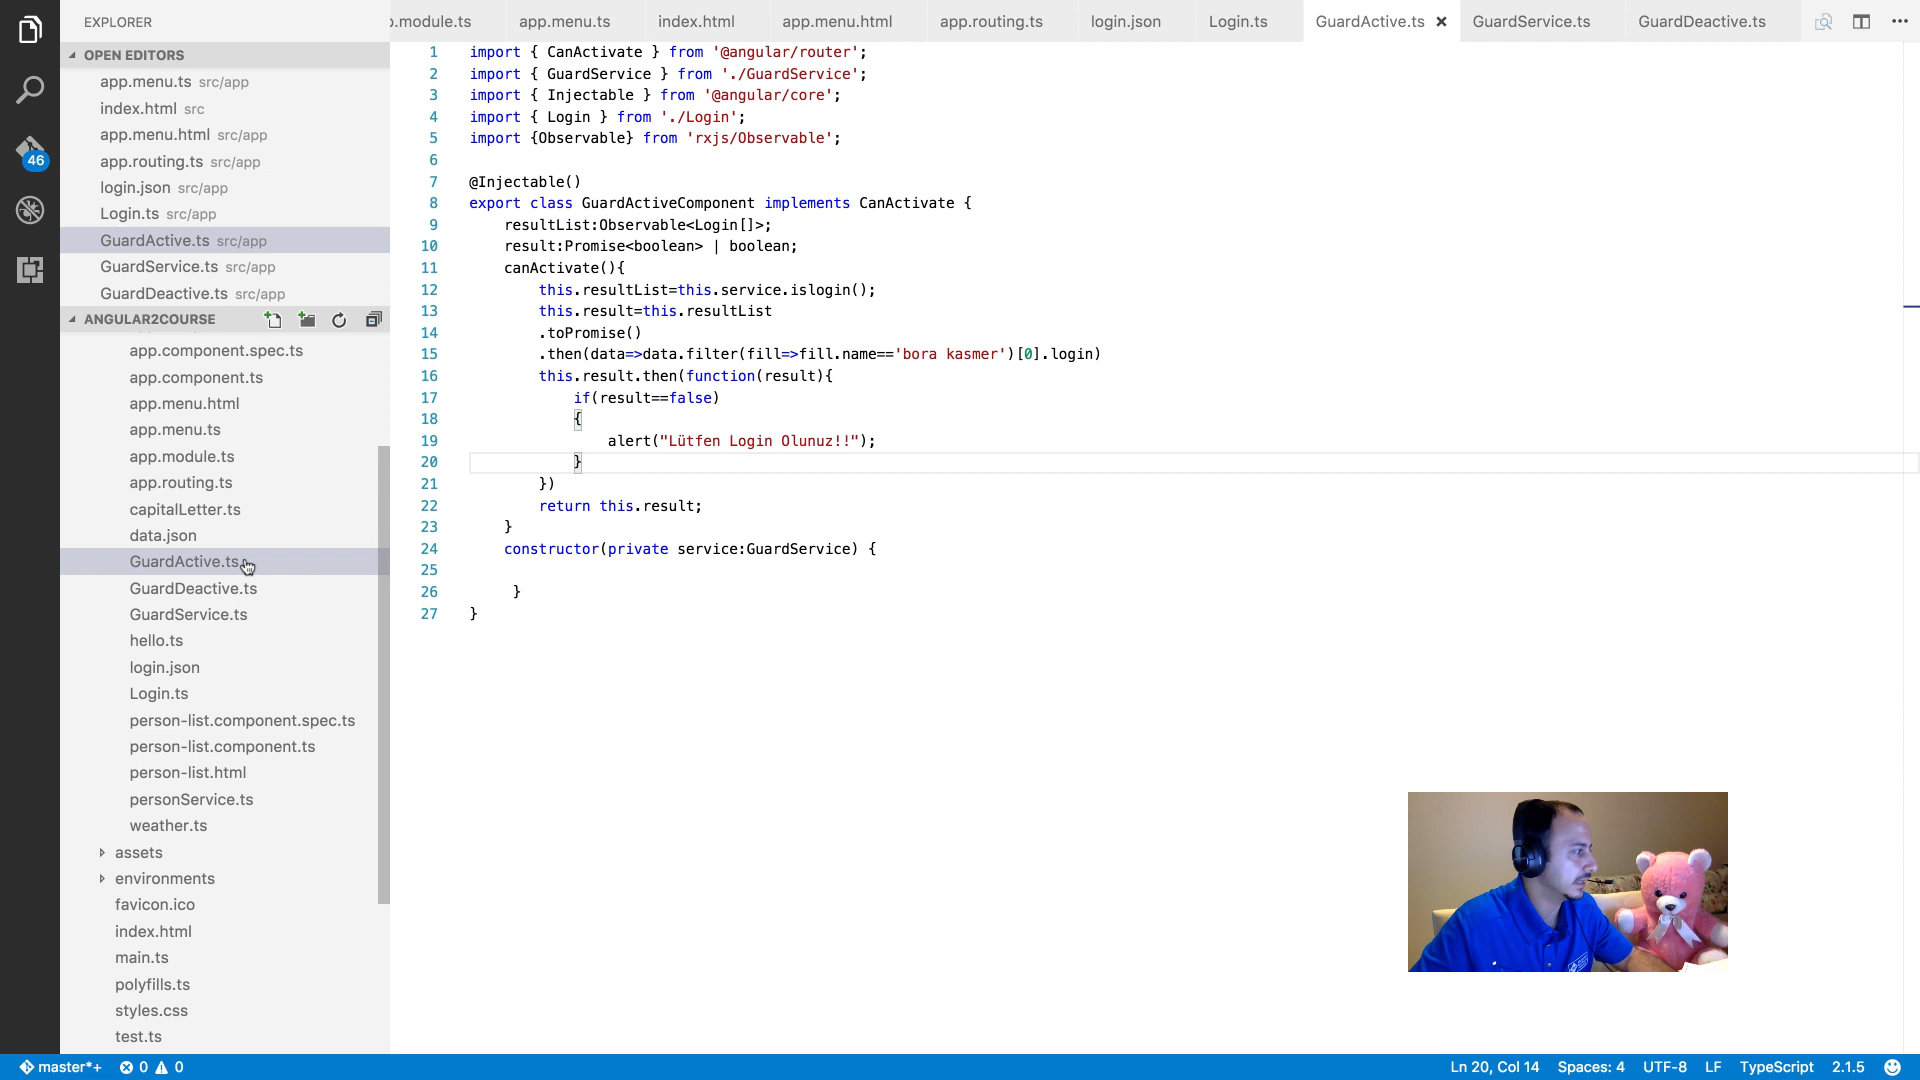 EXPLORER
OPEN EDITORS
app.menu.ts src/app
index.html src
app.menu.html src/app
app.routing.ts src/app
login.json src/app
Login.ts src/app
GuardActive.ts src/app
GuardService.ts src/app
GuardDeactive.ts src/app
ANGULAR2COURSE
app.component.spec.ts
app.component.ts
app.menu.html
app.menu.ts
app.module.ts
app.routing.ts
capitalLetter.ts
data.json
GuardActive.ts
GuardDeactive.ts
GuardService.ts
hello.ts
login.json
Login.ts
person-list.component.spec.ts
person-list.component.ts
person-list.html
personService.ts
weather.ts
assets
environments
favicon.ico
index.html
main.ts
polyfills.ts
styles.css
test.ts
46
.module.ts app.menu.ts index.html app.menu.html app.routing.ts login.json Login.ts GuardActive.ts GuardService.ts GuardDeactive.ts
1 import { CanActivate } from '@angular/router';
2 import { GuardService } from './GuardService';
3 import { Injectable } from '@angular/core';
4 import { Login } from './Login';
5 import {Observable} from 'rxjs/Observable';
6
7 @Injectable()
8 export class GuardActiveComponent implements CanActivate {
9 resultList:Observable<Login[]>;
10 result:Promise<boolean> | boolean;
11 canActivate(){
12 this.resultList=this.service.islogin();
13 this.result=this.resultList
14 .toPromise()
15 .then(data=>data.filter(fill=>fill.name=='bora kasmer')[0].login)
16 this.result.then(function(result){
17 if(result==false)
18 {
19 alert("Lütfen Login Olunuz!!");
20 }
21 })
22 return this.result;
23 }
24 constructor(private service:GuardService) {
25
26 }
27 }
master*+ 0 0 Ln 20, Col 14 Spaces: 4 UTF-8 LF TypeScript 2.1.5